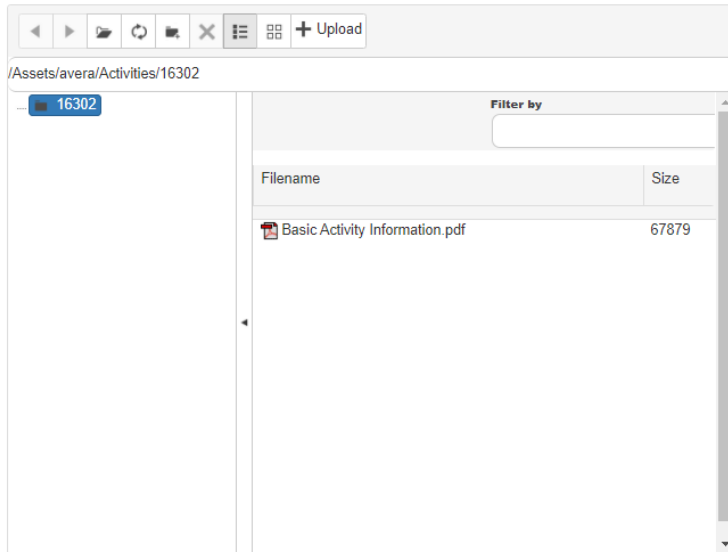 Upload
/Assets/avera/Activities/16302
16302
Filter by
Filename Size
Basic Activity Information.pdf 67879